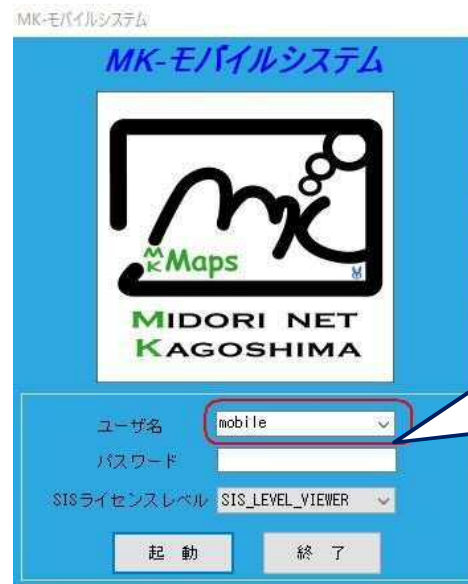 MK-モバイルシステム
MK-モバイルシステム
MK
MK Maps
MIDORI NET
KAGOSHIMA
ユーザ名 mobile
パスワード
SISライセンスレベル SIS_LEVEL_VIEWER
起 動 終 了